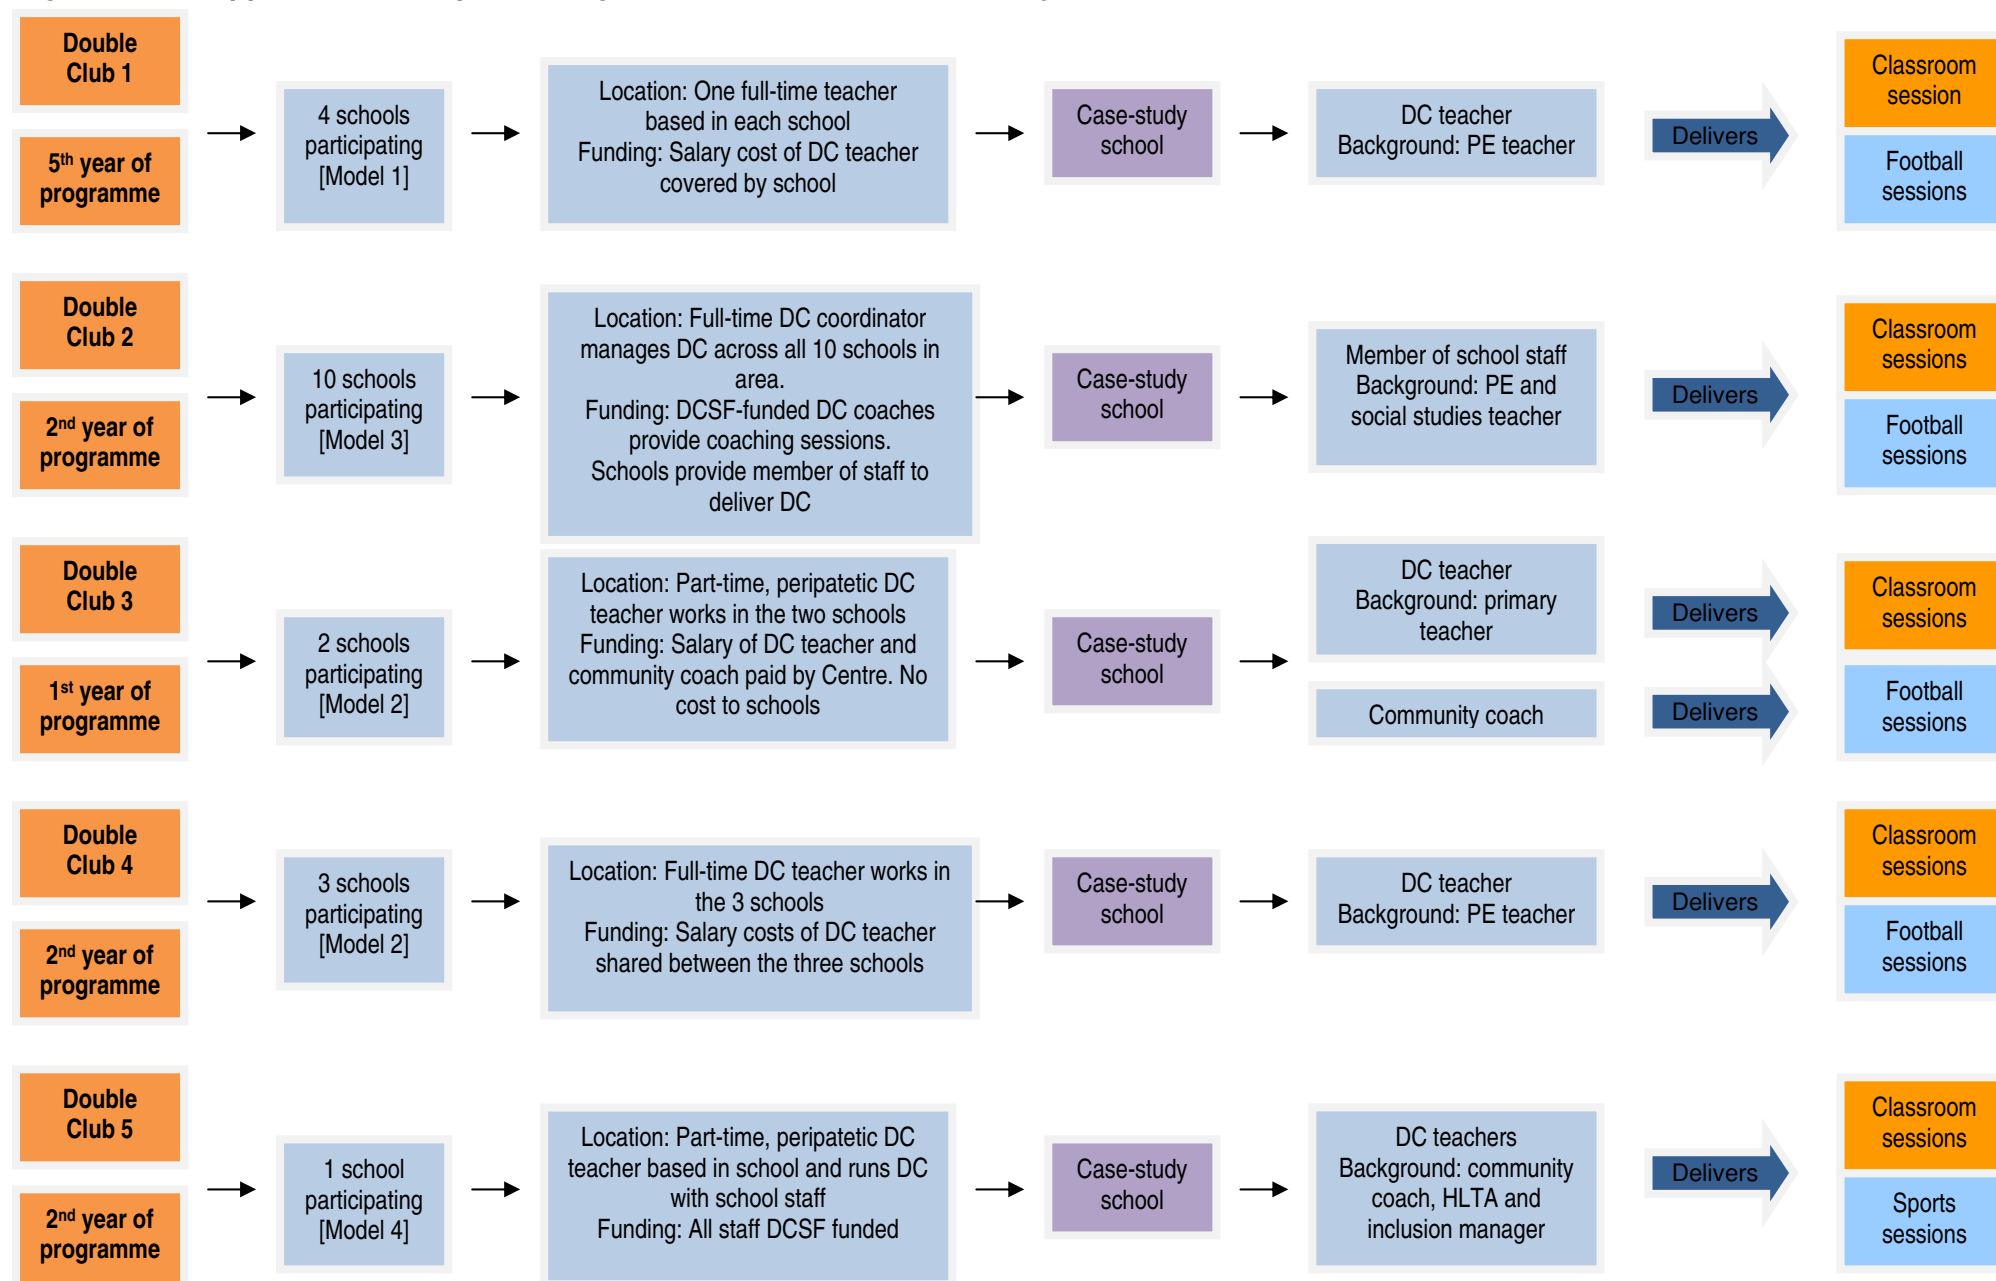 Double
Club 1
5th year of
programme
4 schools
participating
[Model 1]
Location: One full-time teacher
based in each school
Funding: Salary cost of DC teacher
covered by school
Case-study
school
DC teacher
Background: PE teacher
Delivers
Classroom
session
Football
sessions
Double
Club 2
2nd year of
programme
10 schools
participating
[Model 3]
Location: Full-time DC coordinator
manages DC across all 10 schools in
area.
Funding: DCSF-funded DC coaches
provide coaching sessions.
Schools provide member of staff to
deliver DC
Case-study
school
Member of school staff
Background: PE and
social studies teacher
Delivers
Classroom
sessions
Football
sessions
Double
Club 3
1st year of
programme
2 schools
participating
[Model 2]
Location: Part-time, peripatetic DC
teacher works in the two schools
Funding: Salary of DC teacher and
community coach paid by Centre. No
cost to schools
Case-study
school
DC teacher
Background: primary
teacher
Community coach
Delivers
Delivers
Classroom
sessions
Football
sessions
Double
Club 4
2nd year of
programme
3 schools
participating
[Model 2]
Location: Full-time DC teacher works in
the 3 schools
Funding: Salary costs of DC teacher
shared between the three schools
Case-study
school
DC teacher
Background: PE teacher
Delivers
Classroom
sessions
Football
sessions
Double
Club 5
2nd year of
programme
1 school
participating
[Model 4]
Location: Part-time, peripatetic DC
teacher based in school and runs DC
with school staff
Funding: All staff DCSF funded
Case-study
school
DC teachers
Background: community
coach, HLTA and
inclusion manager
Delivers
Classroom
sessions
Sports
sessions